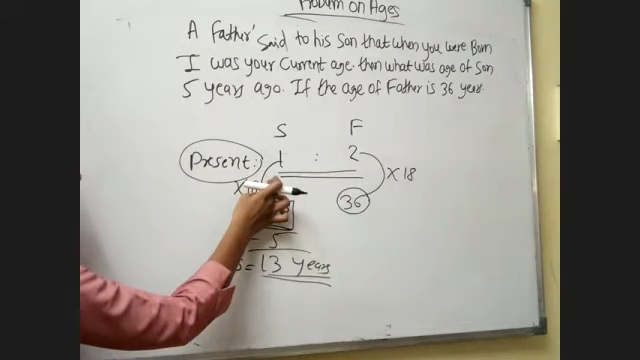 Problem on Ages
A Father' Said to his Son that when you were Born
I was your Current age. then what was age of Son
5 years ago. If the age of Father is 36 years.
S F
Present: 1 : 2
X X 18
36
- 5
= 13 years